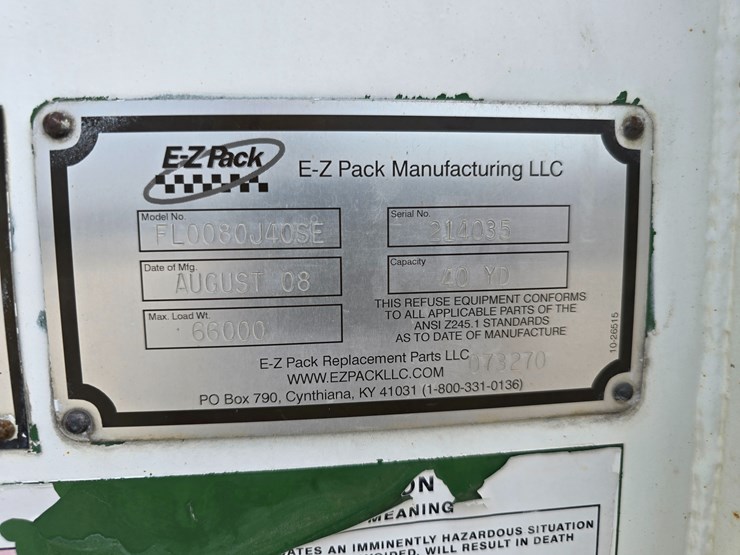 E-Z Pack
E-Z Pack Manufacturing LLC
Model No.
FL0080J40SE
Serial No.
214035
Date of Mfg.
AUGUST 08
Capacity
40 YD
Max. Load Wt.
66000
THIS REFUSE EQUIPMENT CONFORMS
TO ALL APPLICABLE PARTS OF THE
ANSI Z245.1 STANDARDS
AS TO DATE OF MANUFACTURE
10-26515
E-Z Pack Replacement Parts LLC
073270
WWW.EZPACKLLC.COM
PO Box 790, Cynthiana, KY 41031 (1-800-331-0136)
ON
MEANING
ATES AN IMMINENTLY HAZARDOUS SITUATION
OIDED, WILL RESULT IN DEATH